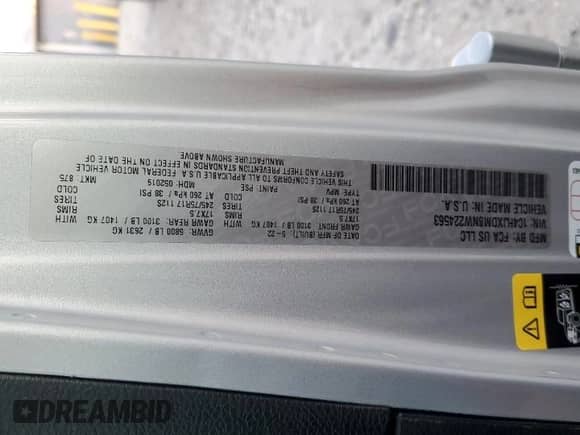 MFD BY: FCA US LLC
DATE OF MFR (BUILT): 5-22
GVWR: 5800 LB ( 2631 KG
GAWR FRONT: 3100 LB ( 1407 KG
WITH
RIMS
TIRES
AT 260 kPa / 38 PSI
COLD
17X7.5
245/75R17 112S
GAWR REAR: 3100 LB ( 1407 KG
WITH
17X7.5
RIMS
245/75R17 112S
TIRES
AT 260 kPa / 38 PSI
COLD
THIS VEHICLE CONFORMS TO ALL APPLICABLE U.S.A. FEDERAL MOTOR VEHICLE
SAFETY AND THEFT PREVENTION STANDARDS IN EFFECT ON THE DATE OF
MANUFACTURE SHOWN ABOVE
VIN: 1C4HJXDM8NW224563
TYPE: MPV
PAINT: PSE
MDH: 052019
MKT: 875
VEHICLE MADE IN: U.S.A.
DREAMBID